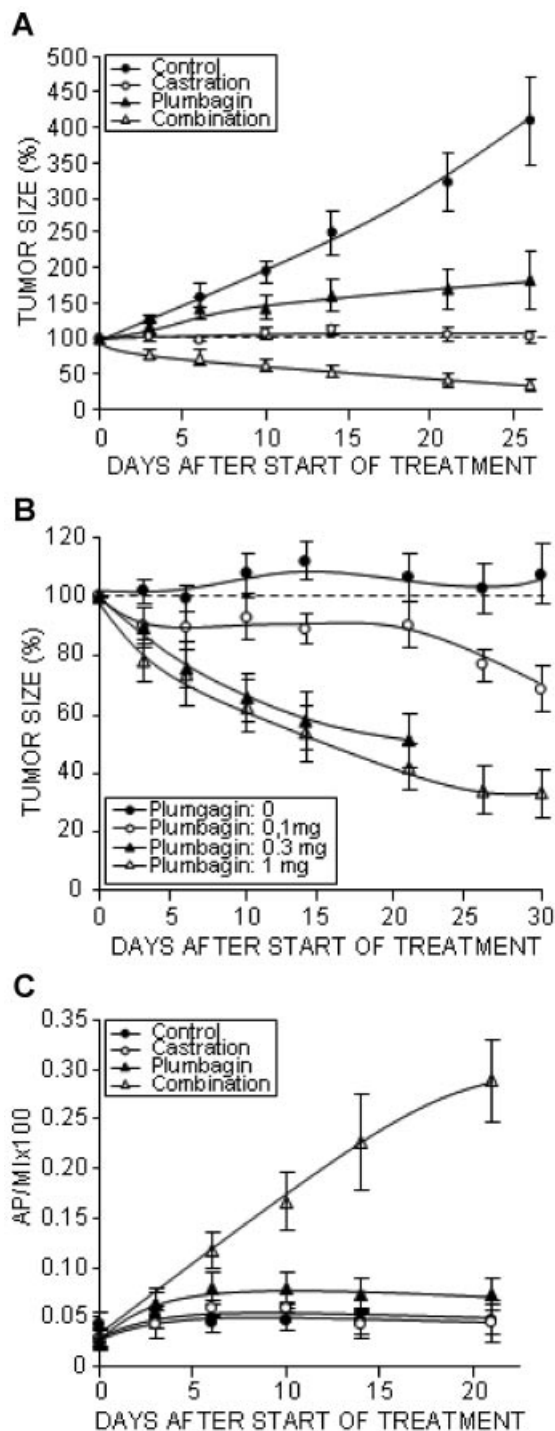 A
500
450
400
350
300
250
200
150
100
50
0
TUMOR SIZE (%)
Control
Castration
Plumbagin
Combination
0 5 10 15 20 25
DAYS AFTER START OF TREATMENT
B
120
100
80
60
40
20
0
TUMOR SIZE (%)
Plumgagin: 0
Plumbagin: 0,1mg
Plumbagin: 0.3 mg
Plumbagin: 1 mg
0 5 10 15 20 25 30
DAYS AFTER START OF TREATMENT
C
0.35
0.30
0.25
0.20
0.15
0.10
0.05
0
AP/MIx100
Control
Castration
Plumbagin
Combination
0 5 10 15 20
DAYS AFTER START OF TREATMENT